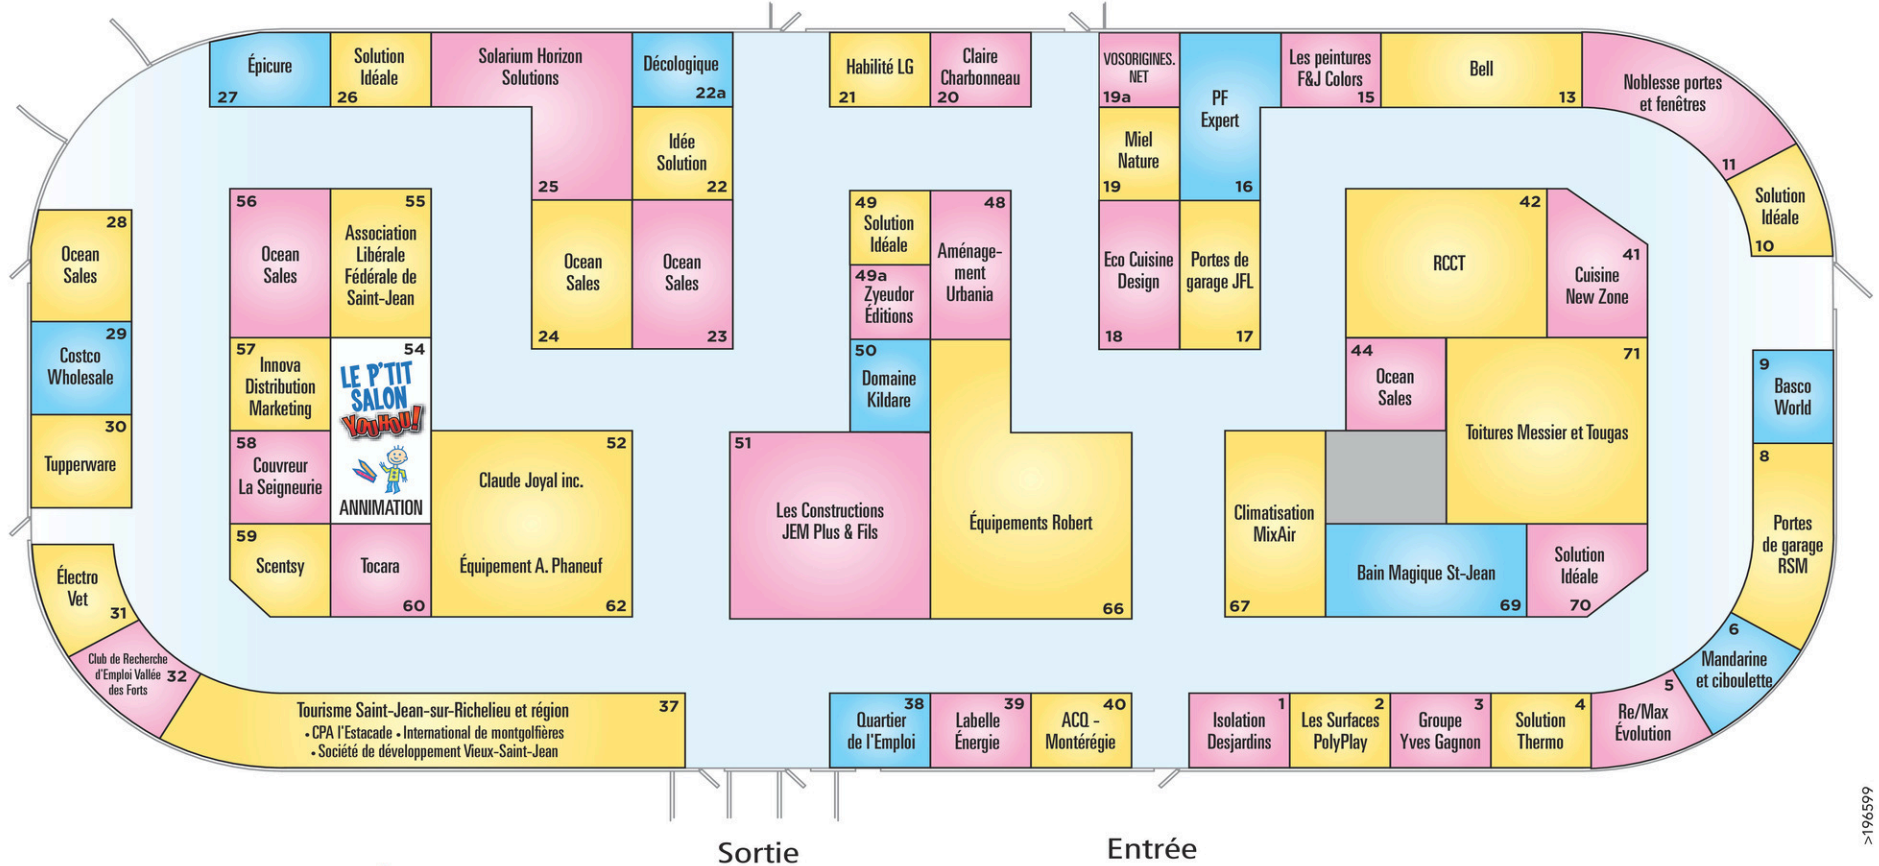 Épicure
27
Solution
Idéale
26
Solarium Horizon
Solutions
25
Décologique
22a
Idée
Solution
22
Habilité LG
21
Claire
Charbonneau
20
VOSORIGINES.
NET
19a
Miel
Nature
19
PF
Expert
16
Les peintures
F&J Colors
15
Bell
13
Noblesse portes
et fenêtres
11
Solution
Idéale
10
28
Ocean
Sales
29
Costco
Wholesale
30
Tupperware
Électro
Vet
31
Club de Recherche
d'Emploi Vallée
des Forts
32
56
Ocean
Sales
55
Association
Libérale
Fédérale de
Saint-Jean
57
Innova
Distribution
Marketing
54
LE P'TIT
SALON
YOUHOU!
ANNIMATION
58
Couvreur
La Seigneurie
59
Scentsy
Tocara
60
52
Claude Joyal inc.
Équipement A. Phaneuf
62
Ocean
Sales
24
Ocean
Sales
23
49
Solution
Idéale
49a
Zyeudor
Éditions
48
Aménage-
ment
Urbania
50
Domaine
Kildare
51
Les Constructions
JEM Plus & Fils
Équipements Robert
66
Eco Cuisine
Design
18
Portes de
garage JFL
17
42
RCCT
41
Cuisine
New Zone
44
Ocean
Sales
71
Toitures Messier et Tougas
Climatisation
MixAir
67
Bain Magique St-Jean
69
Solution
Idéale
70
9
Basco
World
8
Portes
de garage
RSM
6
Mandarine
et ciboulette
5
Re/Max
Évolution
Tourisme Saint-Jean-sur-Richelieu et région
37
• CPA l'Estacade • International de montgolfières
• Société de développement Vieux-Saint-Jean
38
Quartier
de l'Emploi
39
Labelle
Énergie
40
ACQ -
Montérégie
1
Isolation
Desjardins
2
Les Surfaces
PolyPlay
3
Groupe
Yves Gagnon
4
Solution
Thermo
Sortie
Entrée
>196599